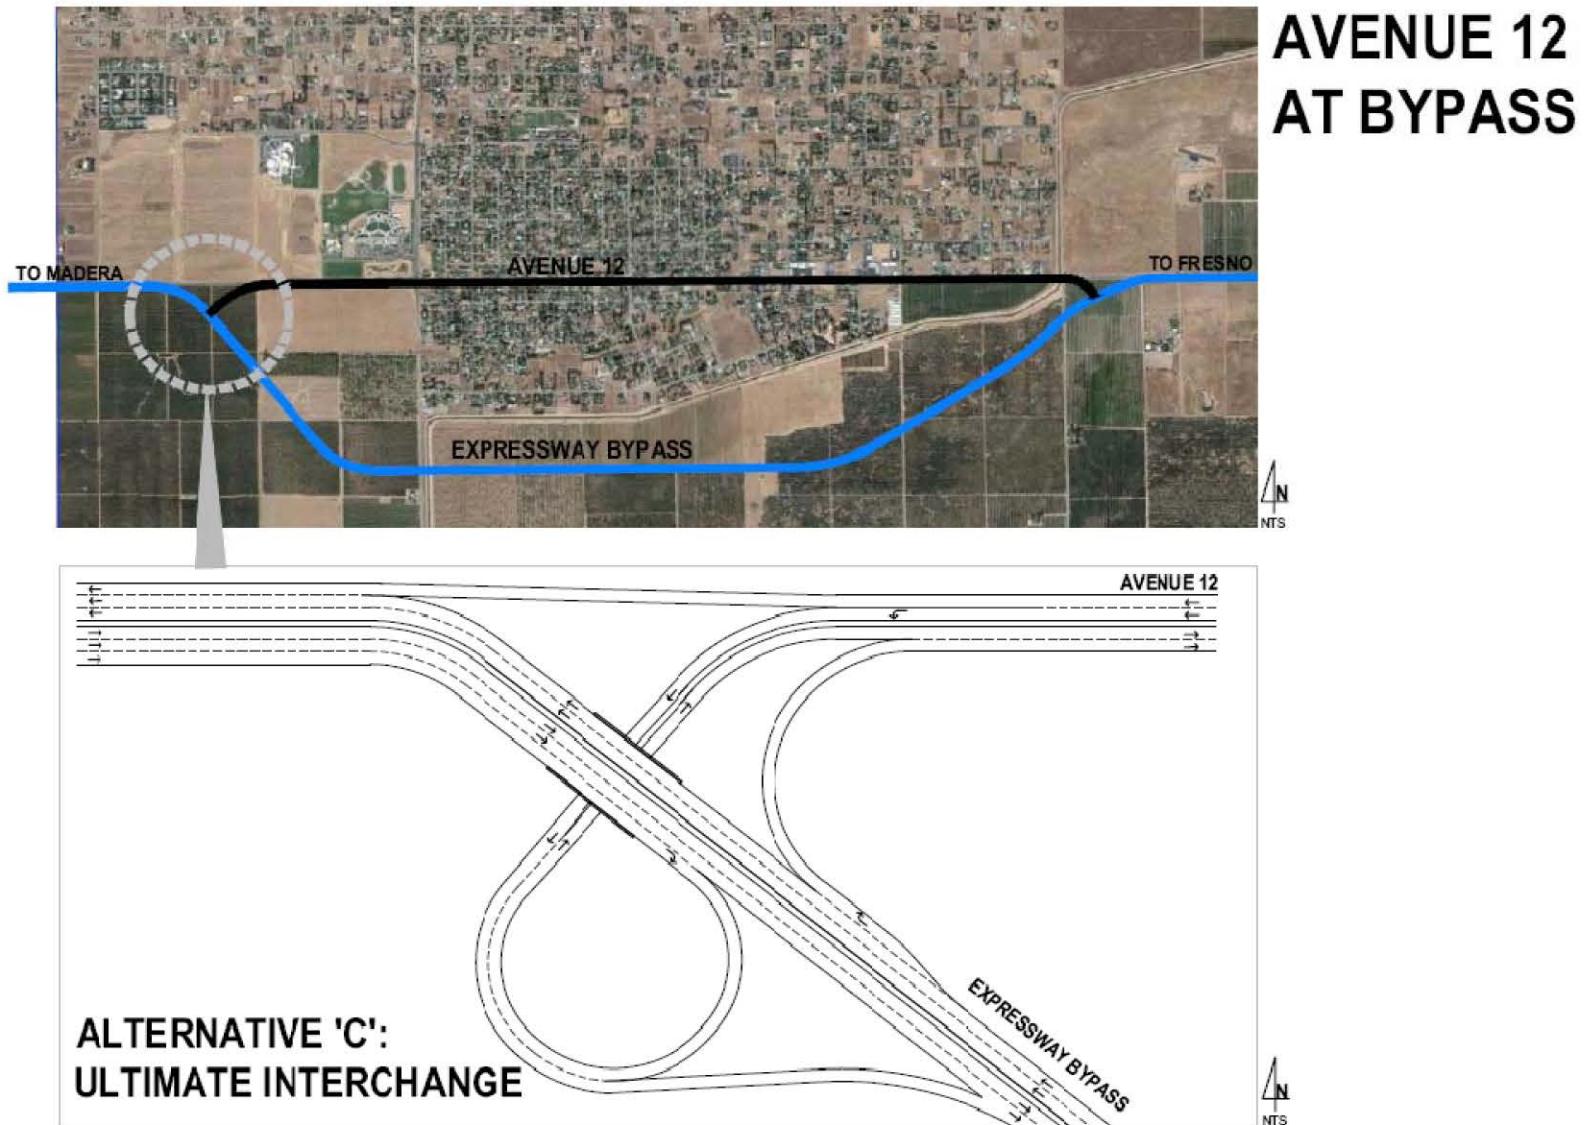 AVENUE 12
AT BYPASS
TO MADERA
AVENUE 12
TO FRESNO
EXPRESSWAY BYPASS
N
NTS
AVENUE 12
EXPRESSWAY BYPASS
ALTERNATIVE 'C':
ULTIMATE INTERCHANGE
N
NTS